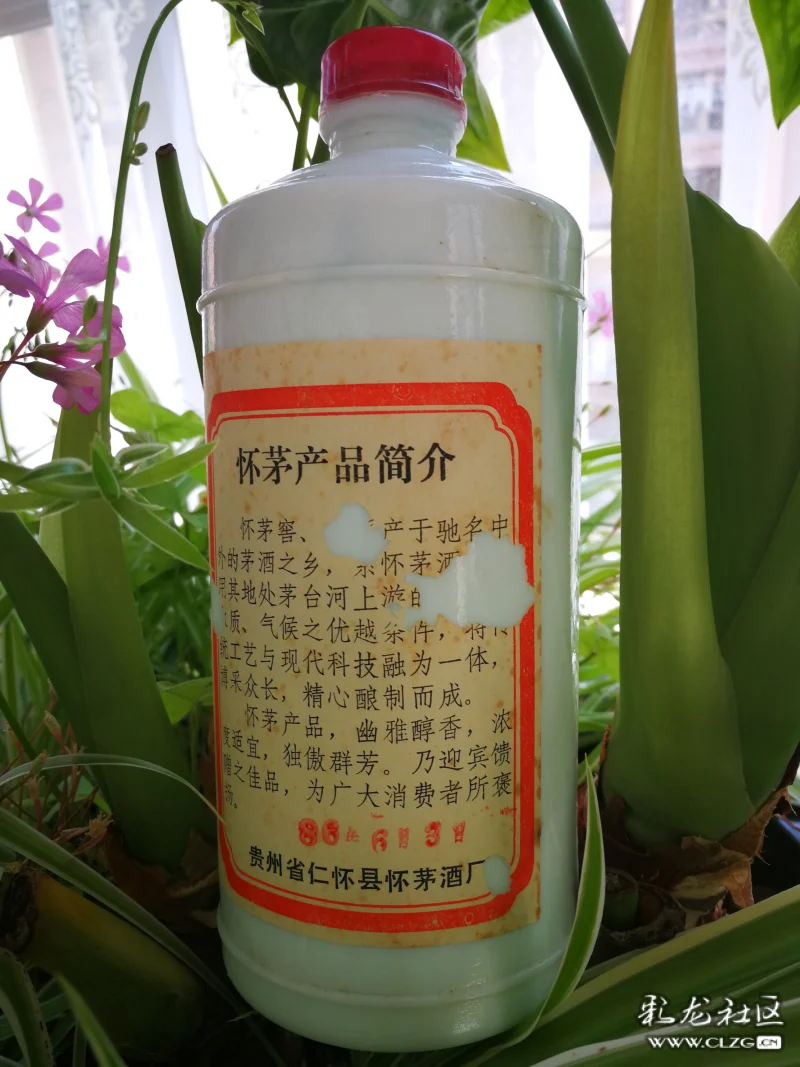 怀茅产品简介
怀茅窖、 产于驰名中
外的茅酒之乡， 怀茅酒
其地处茅台河上游的
质、气候之优越条件，将传
统工艺与现代科技融为一体，
博采众长，精心酿制而成。
怀茅产品，幽雅醇香，浓
度适宜，独傲群芳。乃迎宾馈
赠之佳品，为广大消费者所褒
扬。
86年6131
贵州省仁怀县怀茅酒厂
彩龙社区
WWW.CLZG.CN